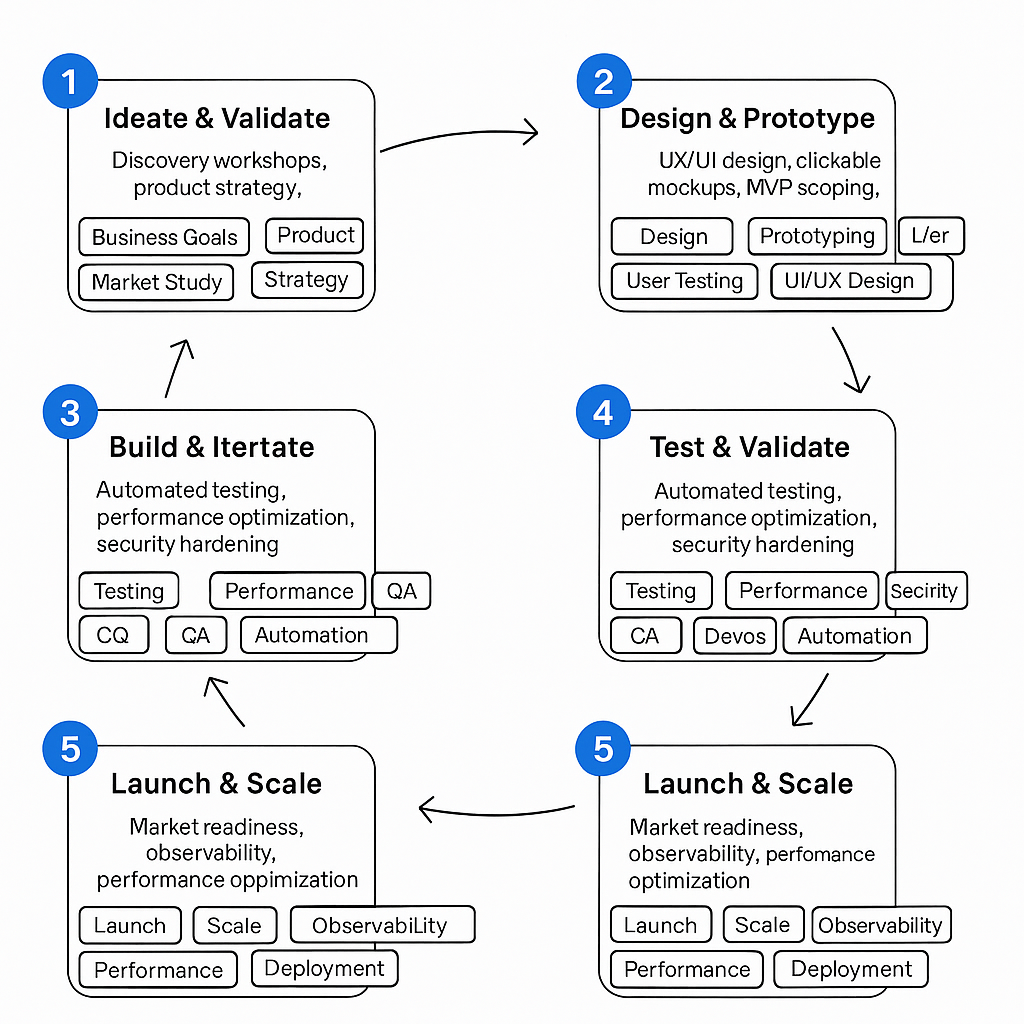 1
Ideate & Validate
Discovery workshops,
product strategy,
Business Goals
Product
Market Study
Strategy
2
Design & Prototype
UX/UI design, clickable
mockups, MVP scoping,
Design
Prototyping
L/er
User Testing
UI/UX Design
3
Build & Itertate
Automated testing,
performance optimization,
security hardening
Testing
Performance
QA
CQ
QA
Automation
4
Test & Validate
Automated testing,
performance optimization,
security hardening
Testing
Performance
Secirity
CA
Devos
Automation
5
Launch & Scale
Market readiness,
observability,
performance oppimization
Launch
Scale
ObservabiLity
Performance
Deployment
5
Launch & Scale
Market readiness,
observability, perfomance
optimization
Launch
Scale
Observability
Performance
Deployment